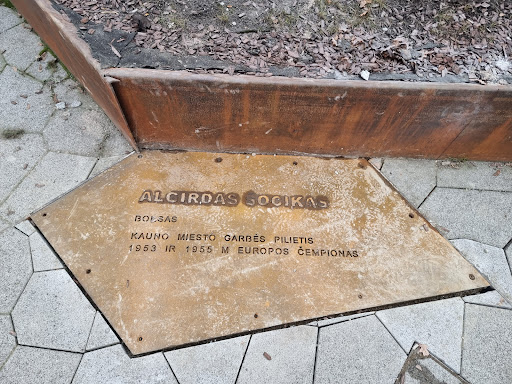 ALGIRDAS ŠOCIKAS
BOKSAS
KAUNO MIESTO GARBĖS PILIETIS
1953 IR 1955 M EUROPOS ČEMPIONAS